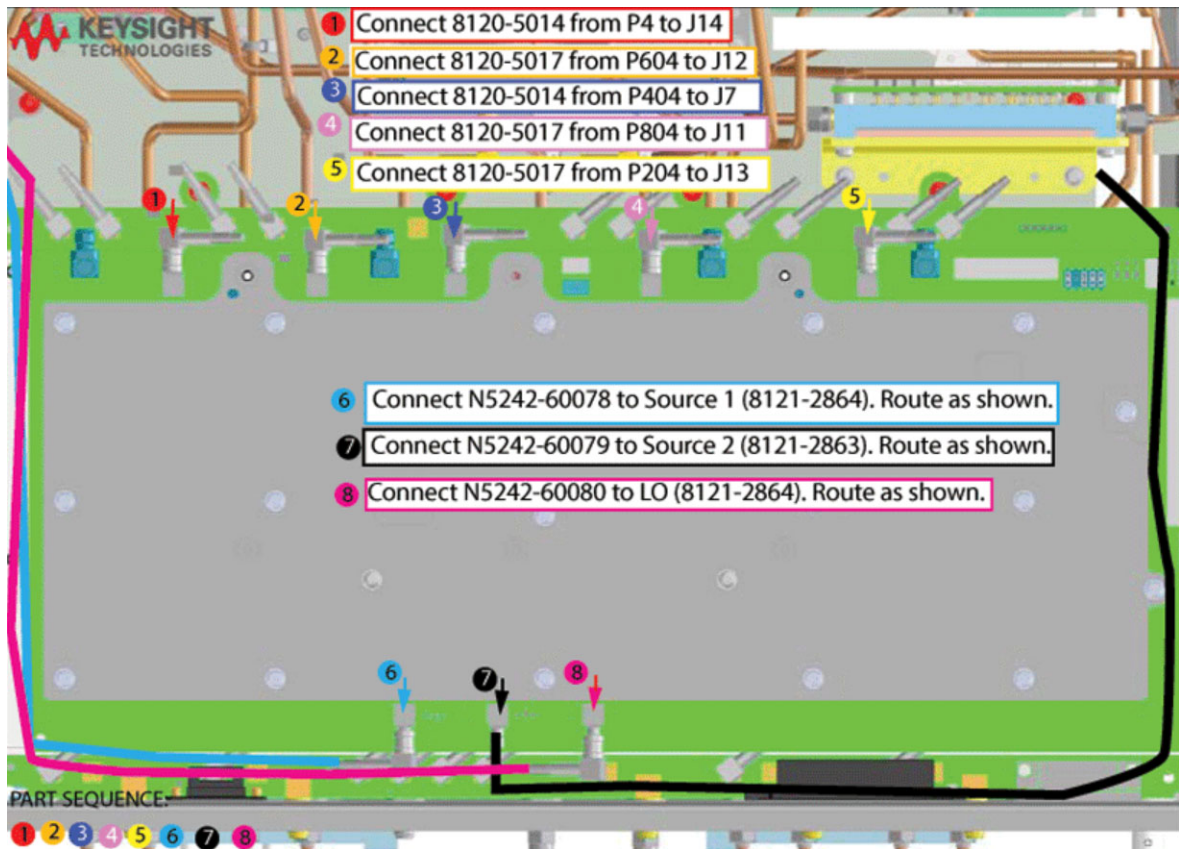 KEYSIGHT
TECHNOLOGIES
1 Connect 8120-5014 from P4 to J14
2 Connect 8120-5017 from P604 to J12
3 Connect 8120-5014 from P404 to J7
4 Connect 8120-5017 from P804 to J11
5 Connect 8120-5017 from P204 to J13
1 2 3 4 5
6 Connect N5242-60078 to Source 1 (8121-2864). Route as shown.
7 Connect N5242-60079 to Source 2 (8121-2863). Route as shown.
8 Connect N5242-60080 to LO (8121-2864). Route as shown.
6 7 8
PART SEQUENCE:
1 2 3 4 5 6 7 8